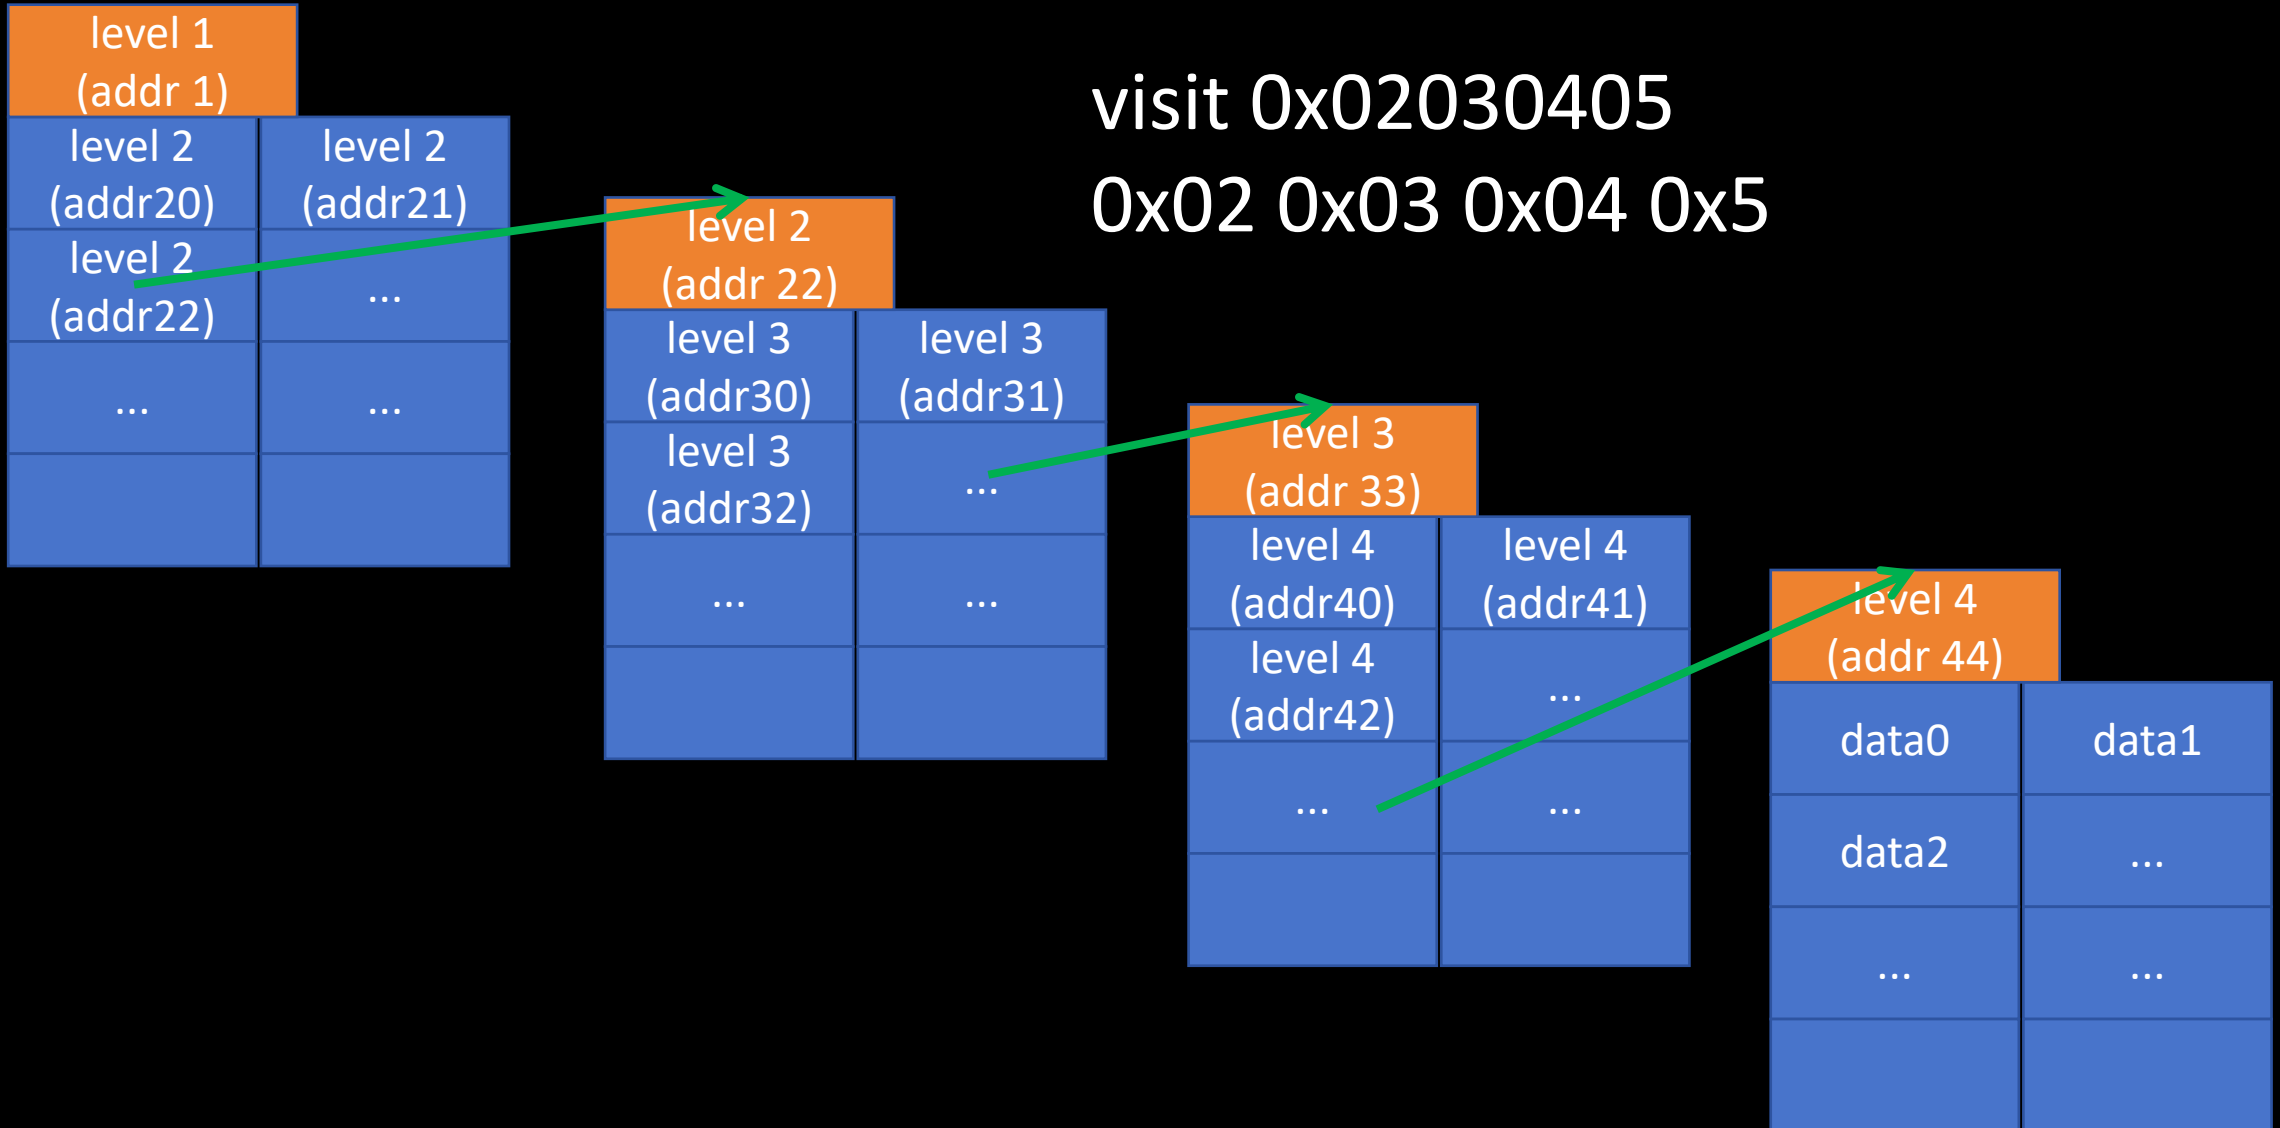 level 1
(addr 1)
level 2
(addr20)
level 2
(addr21)
level 2
(addr22)
...
...
...
visit 0x02030405
0x02 0x03 0x04 0x5
level 2
(addr 22)
level 3
(addr30)
level 3
(addr31)
level 3
(addr32)
...
...
...
level 3
(addr 33)
level 4
(addr40)
level 4
(addr41)
level 4
(addr42)
...
...
...
level 4
(addr 44)
data0
data1
data2
...
...
...